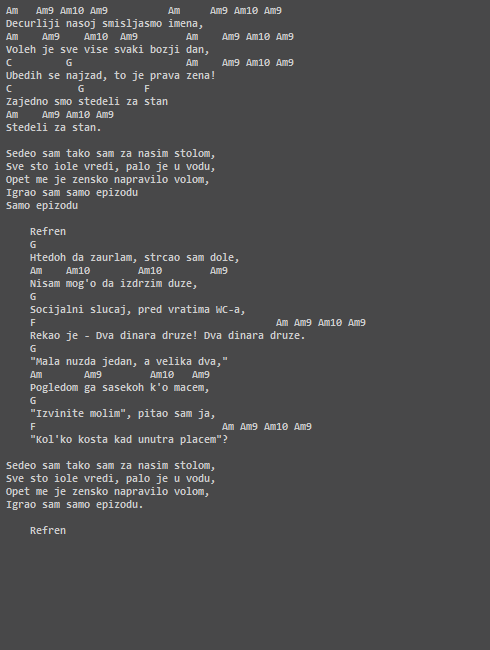 Am   Am9 Am10 Am9          Am     Am9 Am10 Am9
Decurliji nasoj smisljasmo imena,
Am    Am9    Am10  Am9        Am    Am9 Am10 Am9
Voleh je sve vise svaki bozji dan,
C         G                   Am    Am9 Am10 Am9
Ubedih se najzad, to je prava zena!
C           G          F
Zajedno smo stedeli za stan
Am    Am9 Am10 Am9
Stedeli za stan.

Sedeo sam tako sam za nasim stolom,
Sve sto iole vredi, palo je u vodu,
Opet me je zensko napravilo volom,
Igrao sam samo epizodu
Samo epizodu

    Refren
    G
    Htedoh da zaurlam, strcao sam dole,
    Am    Am10        Am10        Am9
    Nisam mog'o da izdrzim duze,
    G
    Socijalni slucaj, pred vratima WC-a,
    F                                        Am Am9 Am10 Am9
    Rekao je - Dva dinara druze! Dva dinara druze.
    G
    "Mala nuzda jedan, a velika dva,"
    Am       Am9        Am10   Am9
    Pogledom ga sasekoh k'o macem,
    G
    "Izvinite molim", pitao sam ja,
    F                               Am Am9 Am10 Am9
    "Kol'ko kosta kad unutra placem"?

Sedeo sam tako sam za nasim stolom,
Sve sto iole vredi, palo je u vodu,
Opet me je zensko napravilo volom,
Igrao sam samo epizodu.

    Refren